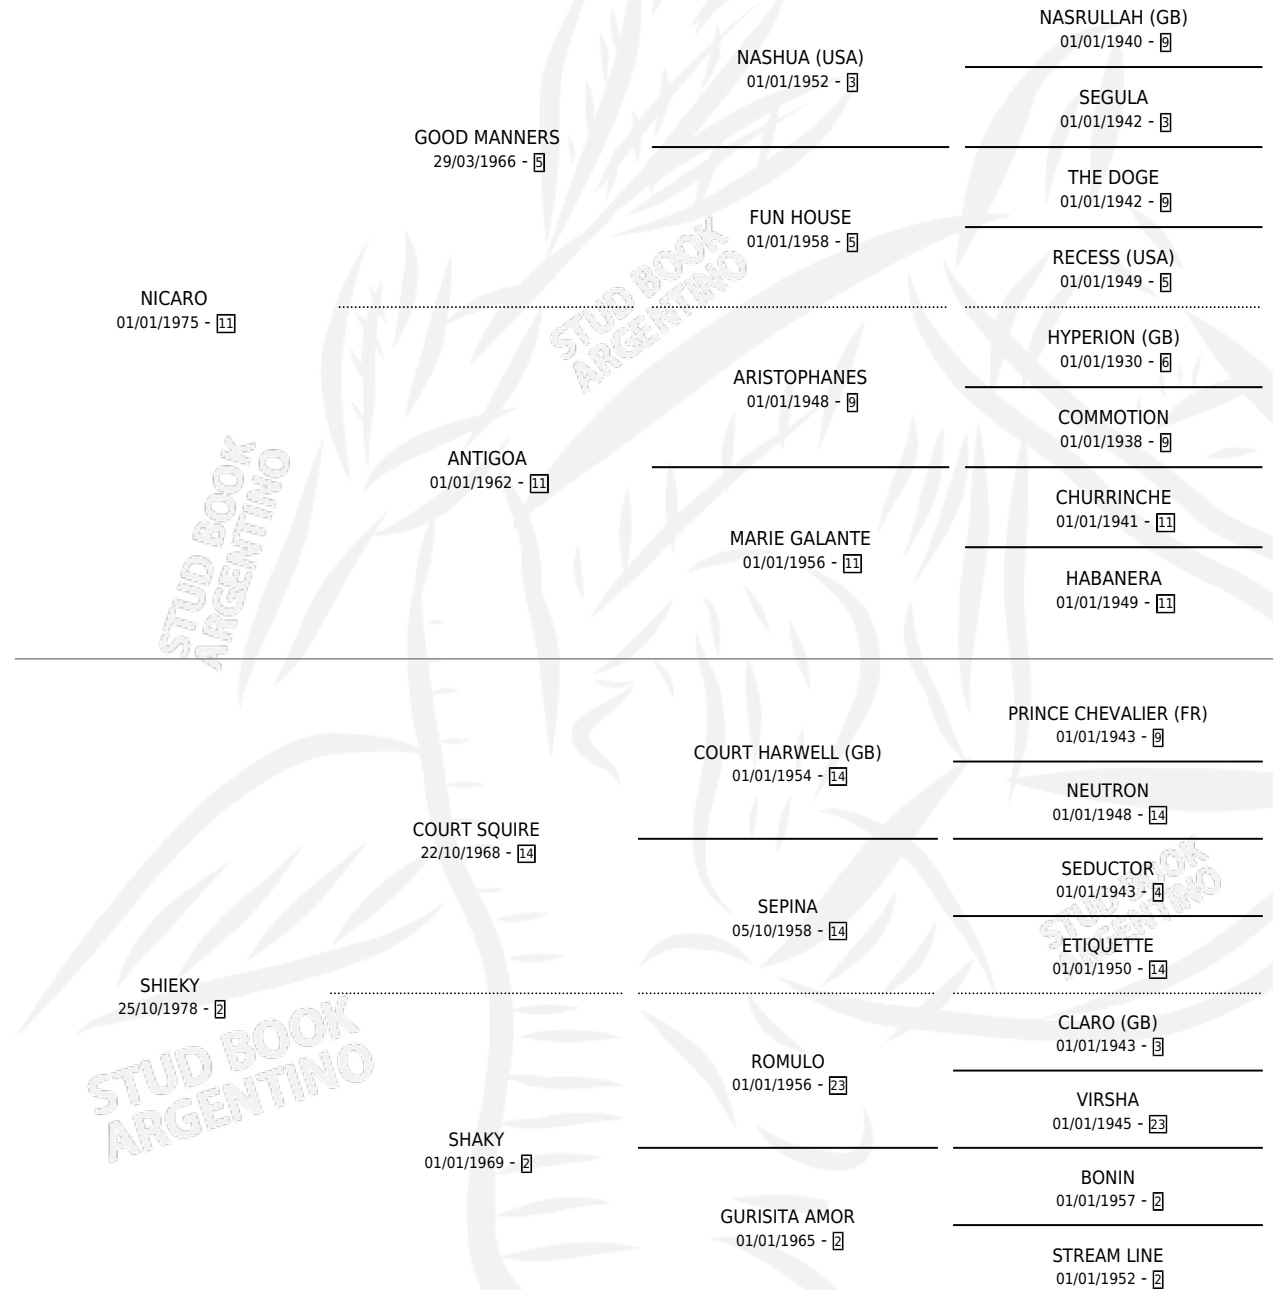 NASRULLAH (GB)
01/01/1940 - 9
NASHUA (USA)
01/01/1952 - 3
SEGULA
01/01/1942 - 3
GOOD MANNERS
29/03/1966 - 5
THE DOGE
01/01/1942 - 9
FUN HOUSE
01/01/1958 - 5
RECESS (USA)
01/01/1949 - 5
NICARO
01/01/1975 - 11
HYPERION (GB)
01/01/1930 - 6
ARISTOPHANES
01/01/1948 - 9
COMMOTION
01/01/1938 - 9
ANTIGOA
01/01/1962 - 11
CHURRINCHE
01/01/1941 - 11
MARIE GALANTE
01/01/1956 - 11
HABANERA
01/01/1949 - 11
PRINCE CHEVALIER (FR)
01/01/1943 - 9
COURT HARWELL (GB)
01/01/1954 - 14
NEUTRON
01/01/1948 - 14
COURT SQUIRE
22/10/1968 - 14
SEDUCTOR
01/01/1943 - 4
SEPINA
05/10/1958 - 14
ETIQUETTE
01/01/1950 - 14
SHIEKY
25/10/1978 - 2
CLARO (GB)
01/01/1943 - 3
ROMULO
01/01/1956 - 23
VIRSHA
01/01/1945 - 23
SHAKY
01/01/1969 - 2
BONIN
01/01/1957 - 2
GURISITA AMOR
01/01/1965 - 2
STREAM LINE
01/01/1952 - 2
STUD BOOK
ARGENTINO
STUD BOOK
ARGENTINO
STUD BOOK
ARGENTINO
STUD BOOK
ARGENTINO